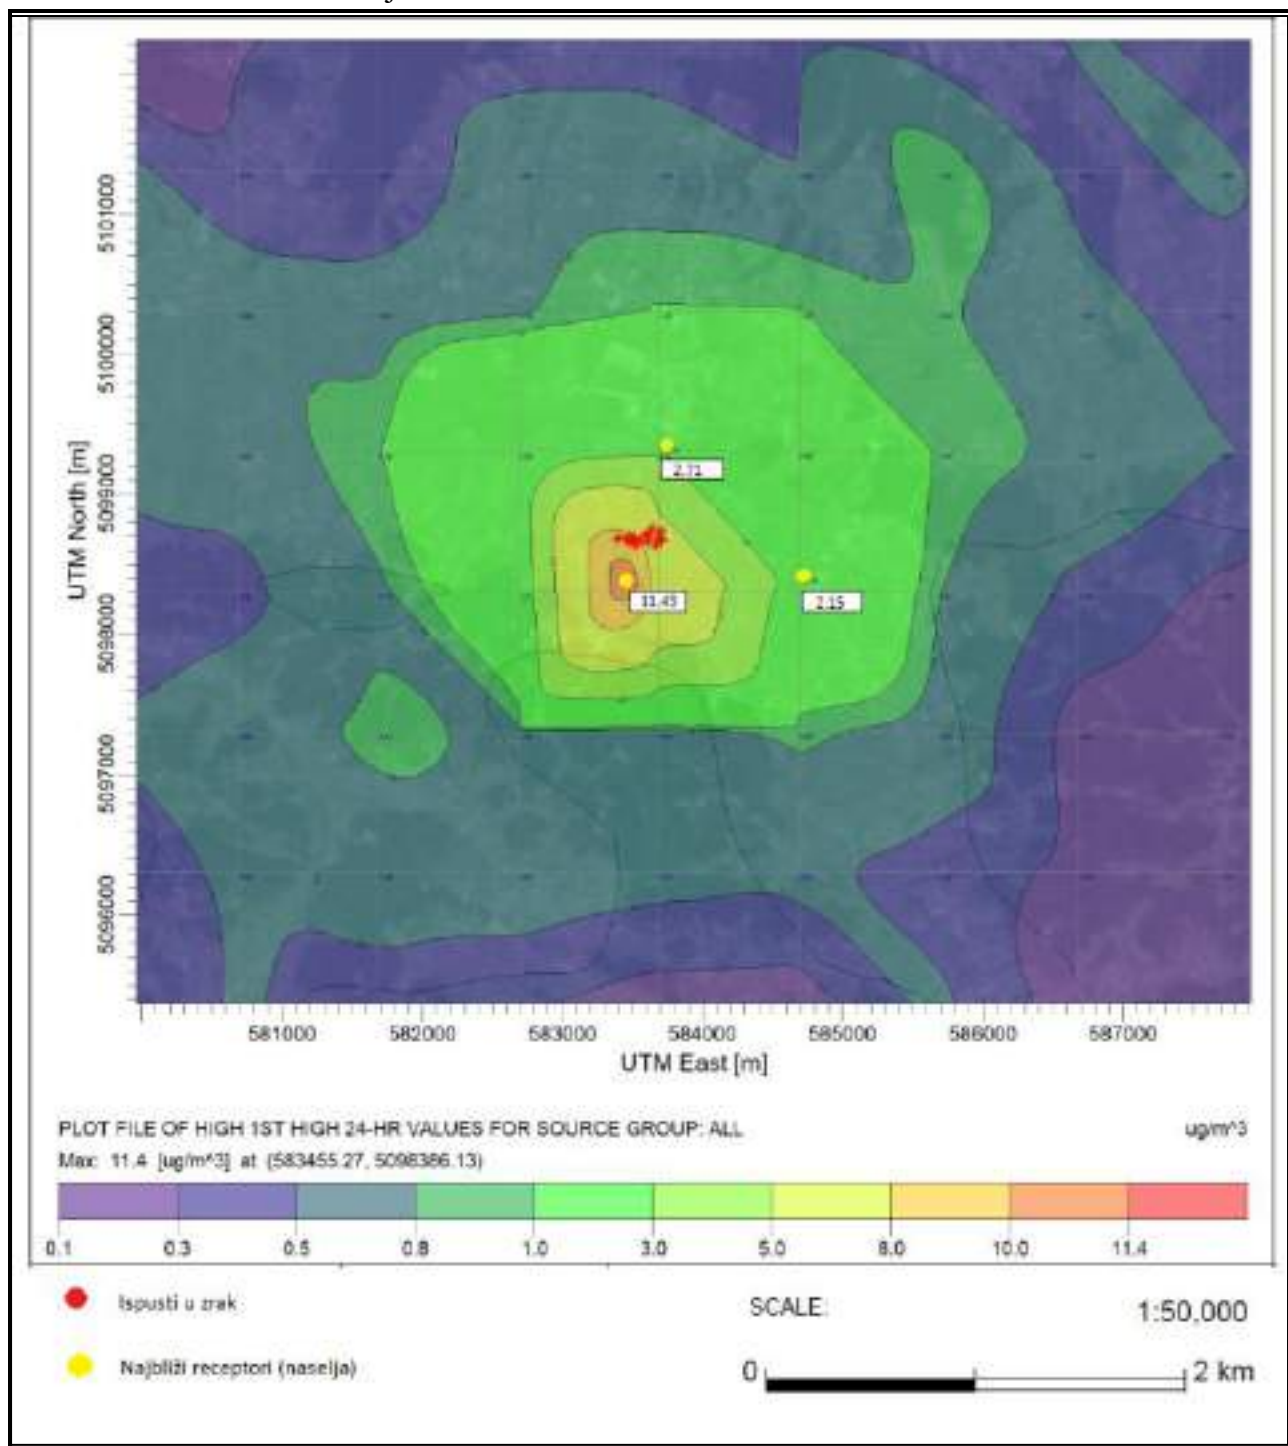 5101000
5100000
5099000
5098000
5097000
5096000
UTM North [m]
2.71
11.43
2.15
581000 582000 583000 584000 585000 586000 587000
UTM East [m]
PLOT FILE OF HIGH 1ST HIGH 24-HR VALUES FOR SOURCE GROUP: ALL ug/m^3
Max: 11.4 [ug/m^3] at (583455.27, 5098386.13)
0.1 0.3 0.5 0.8 1.0 3.0 5.0 8.0 10.0 11.4
Ispusti u zrak
Najbliži receptori (naselja)
SCALE: 1:50,000
0 2 km